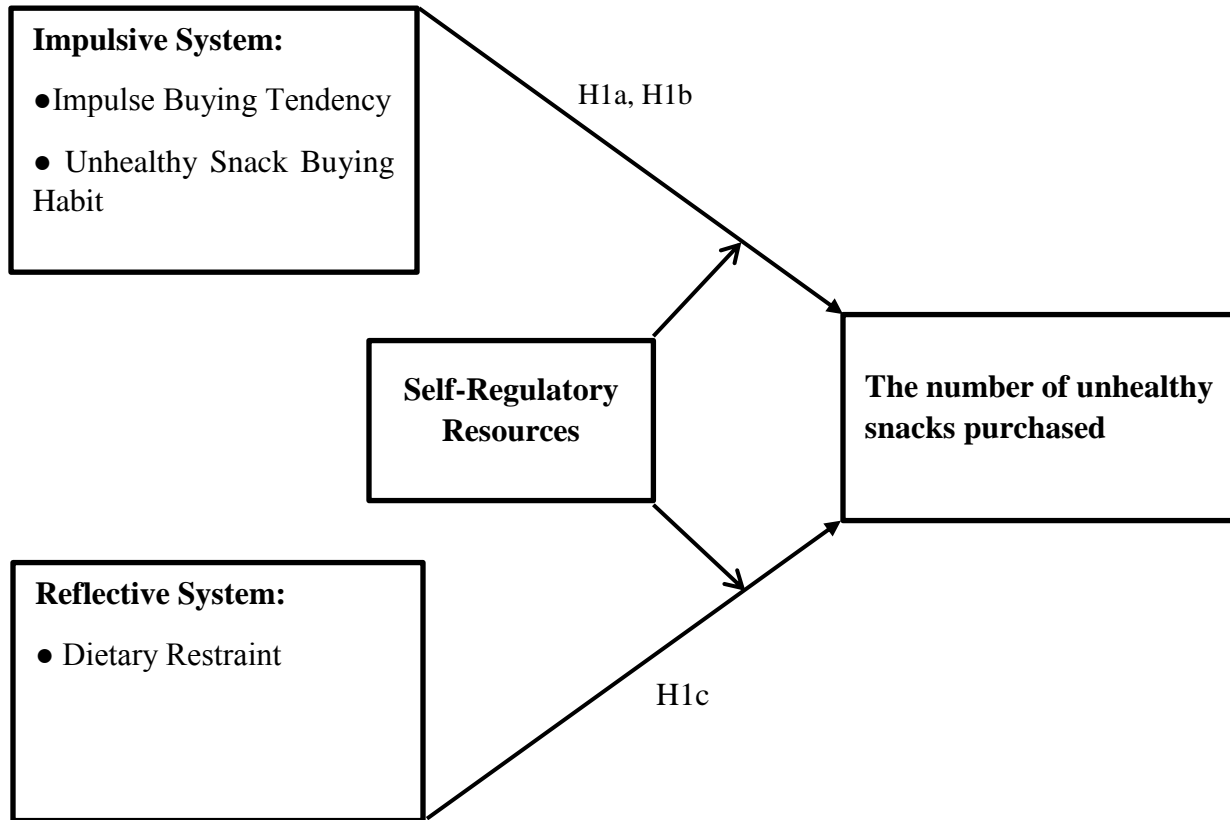 Impulsive System:
●Impulse Buying Tendency
● Unhealthy Snack Buying
Habit
H1a, H1b
Self-Regulatory
Resources
The number of unhealthy
snacks purchased
Reflective System:
● Dietary Restraint
H1c